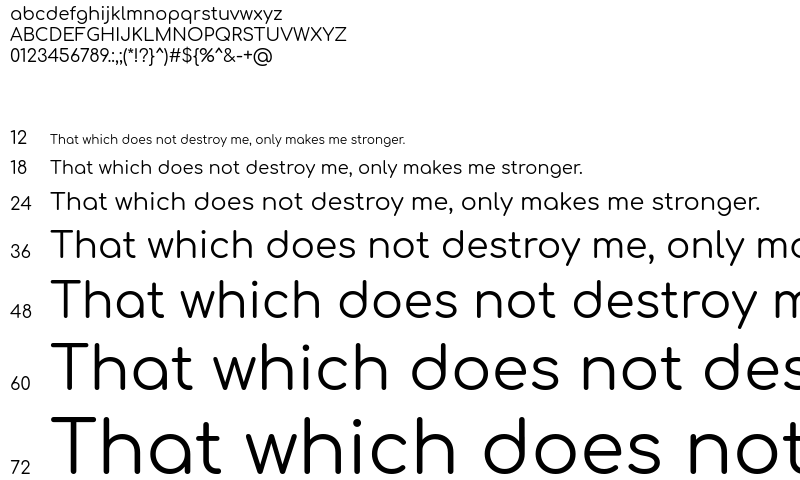 abcdefghijklmnopqrstuvwxyz
ABCDEFGHIJKLMNOPQRSTUVWXYZ
0123456789.:,;(*!?}^)#${%^&-+@
12 That which does not destroy me, only makes me stronger.
18 That which does not destroy me, only makes me stronger.
24 That which does not destroy me, only makes me stronger.
36 That which does not destroy me, only
48 That which does not destroy
60 That which does not
72 That which does not